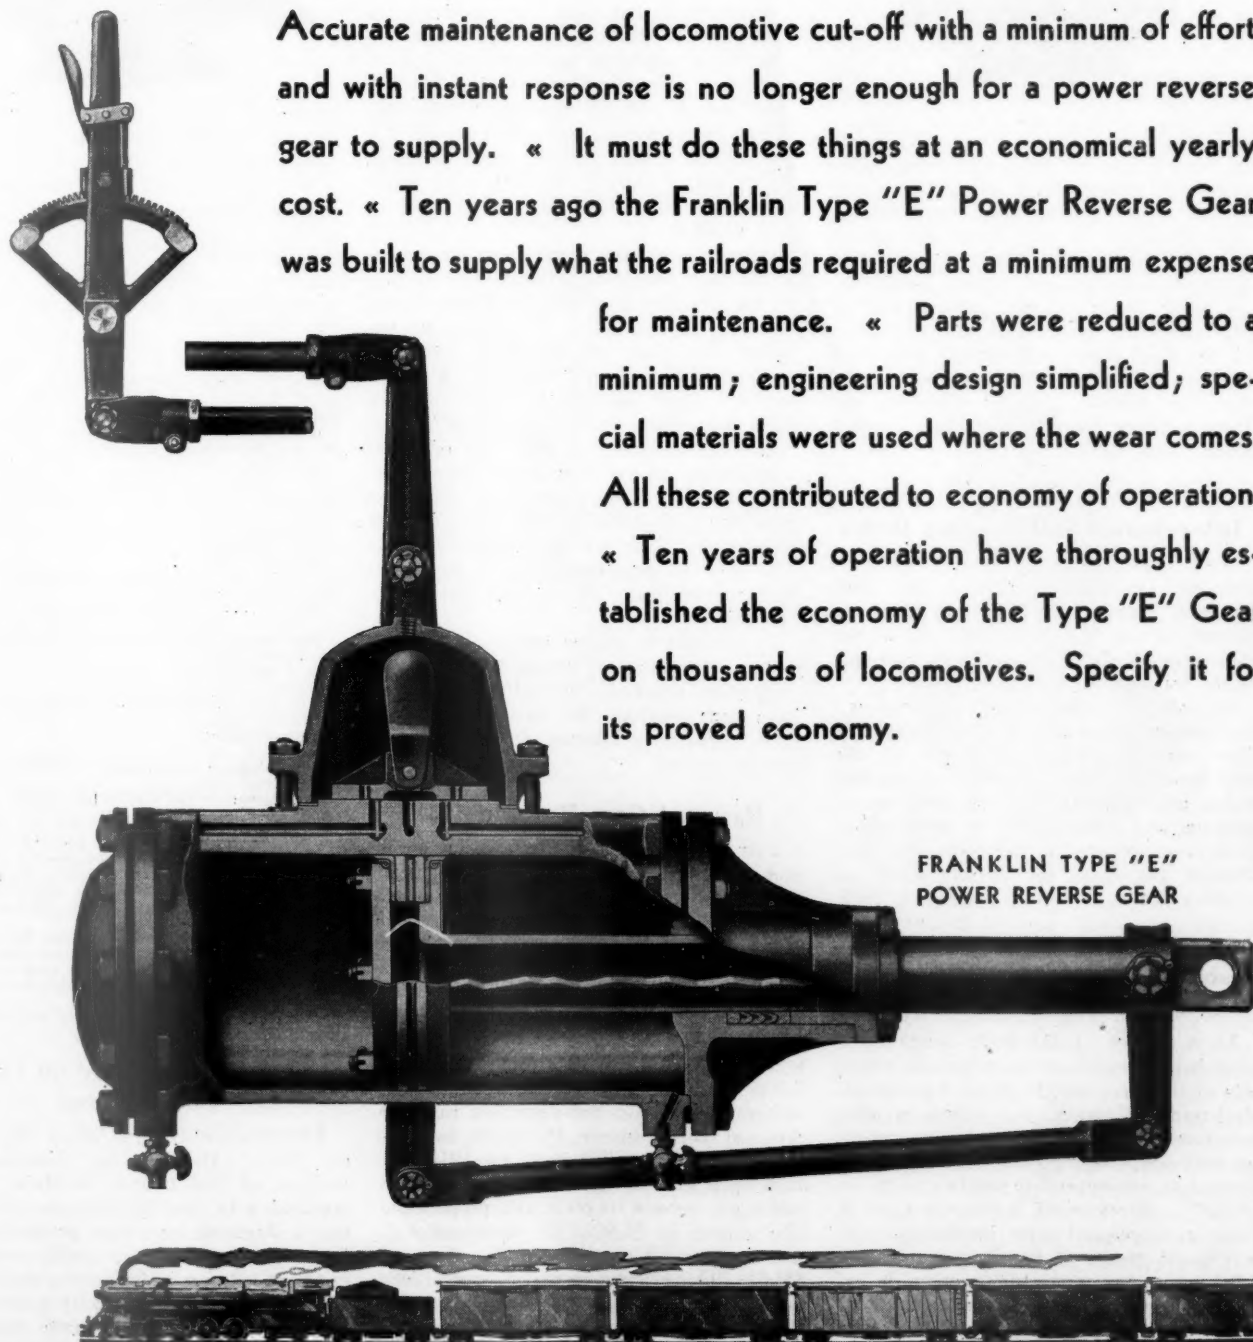 Accurate maintenance of locomotive cut-off with a minimum of effort
and with instant response is no longer enough for a power reverse
gear to supply. « It must do these things at an economical yearly
cost. « Ten years ago the Franklin Type "E" Power Reverse Gear
was built to supply what the railroads required at a minimum expense
for maintenance. « Parts were reduced to a
minimum; engineering design simplified; spe-
cial materials were used where the wear comes
All these contributed to economy of operation
« Ten years of operation have thoroughly es-
tablished the economy of the Type "E" Gea
on thousands of locomotives. Specify it fo
its proved economy.
FRANKLIN TYPE "E"
POWER REVERSE GEAR